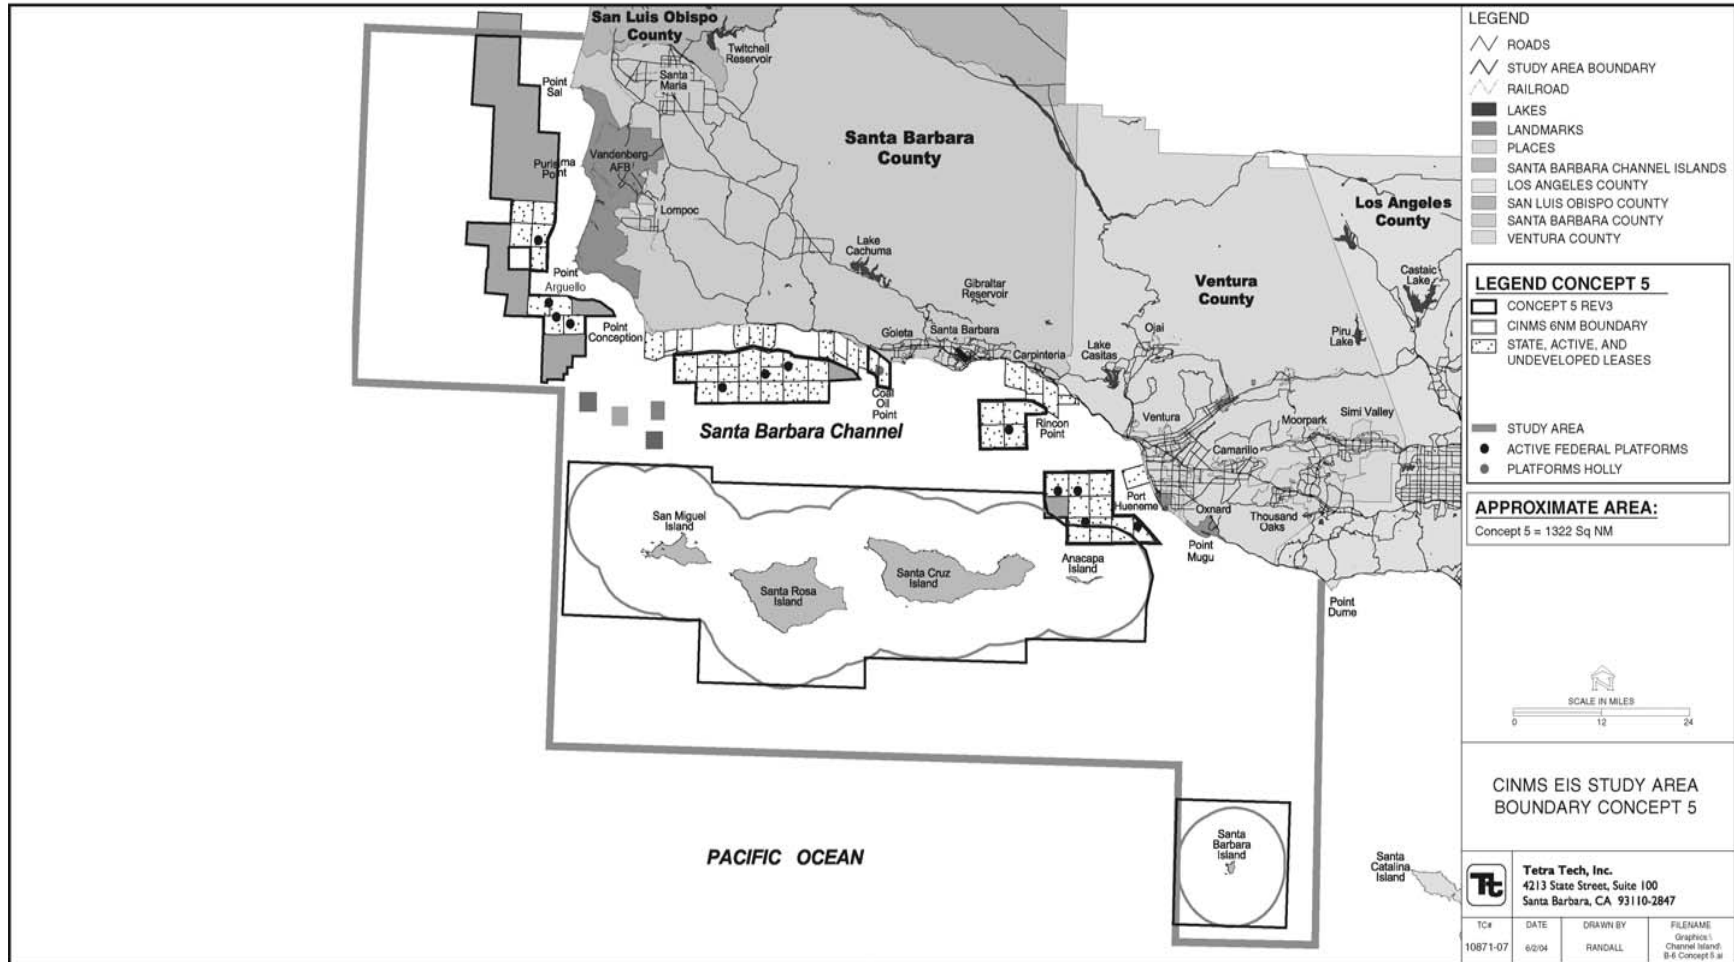 San Luis Obispo
County
Twitchell
Reservoir
Santa
Maria
Point
Sal
Santa Barbara
County
Vandenberg
AFB
Purisima
Point
Lompoc
Los Angeles
County
Lake
Cachuma
Ventura
County
Castaic
Lake
Point
Arguello
Gibraltar
Reservoir
Point
Conception
Goleta
Santa Barbara
Ojai
Piru
Lake
Lake
Casitas
Carpinteria
Coal
Oil
Point
Santa Barbara Channel
Rincon
Point
Ventura
Simi Valley
Moorpark
Camarillo
Port
Hueneme
Oxnard
Thousand
Oaks
Point
Mugu
San Miguel
Island
Santa Rosa
Island
Santa Cruz
Island
Anacapa
Island
Point
Dume
PACIFIC OCEAN
Santa
Barbara
Island
Santa
Catalina
Island
LEGEND
ROADS
STUDY AREA BOUNDARY
RAILROAD
LAKES
LANDMARKS
PLACES
SANTA BARBARA CHANNEL ISLANDS
LOS ANGELES COUNTY
SAN LUIS OBISPO COUNTY
SANTA BARBARA COUNTY
VENTURA COUNTY
LEGEND CONCEPT 5
CONCEPT 5 REV3
CINMS 6NM BOUNDARY
STATE, ACTIVE, AND
UNDEVELOPED LEASES
STUDY AREA
ACTIVE FEDERAL PLATFORMS
PLATFORMS HOLLY
APPROXIMATE AREA:
Concept 5 = 1322 Sq NM
N
SCALE IN MILES
0 12 24
CINMS EIS STUDY AREA
BOUNDARY CONCEPT 5
Tt
Tetra Tech, Inc.
4213 State Street, Suite 100
Santa Barbara, CA 93110-2847
TC#
10871-07
DATE
6/2/04
DRAWN BY
RANDALL
FILENAME
Graphics \
Channel Island\
B-6 Concept 5.ai